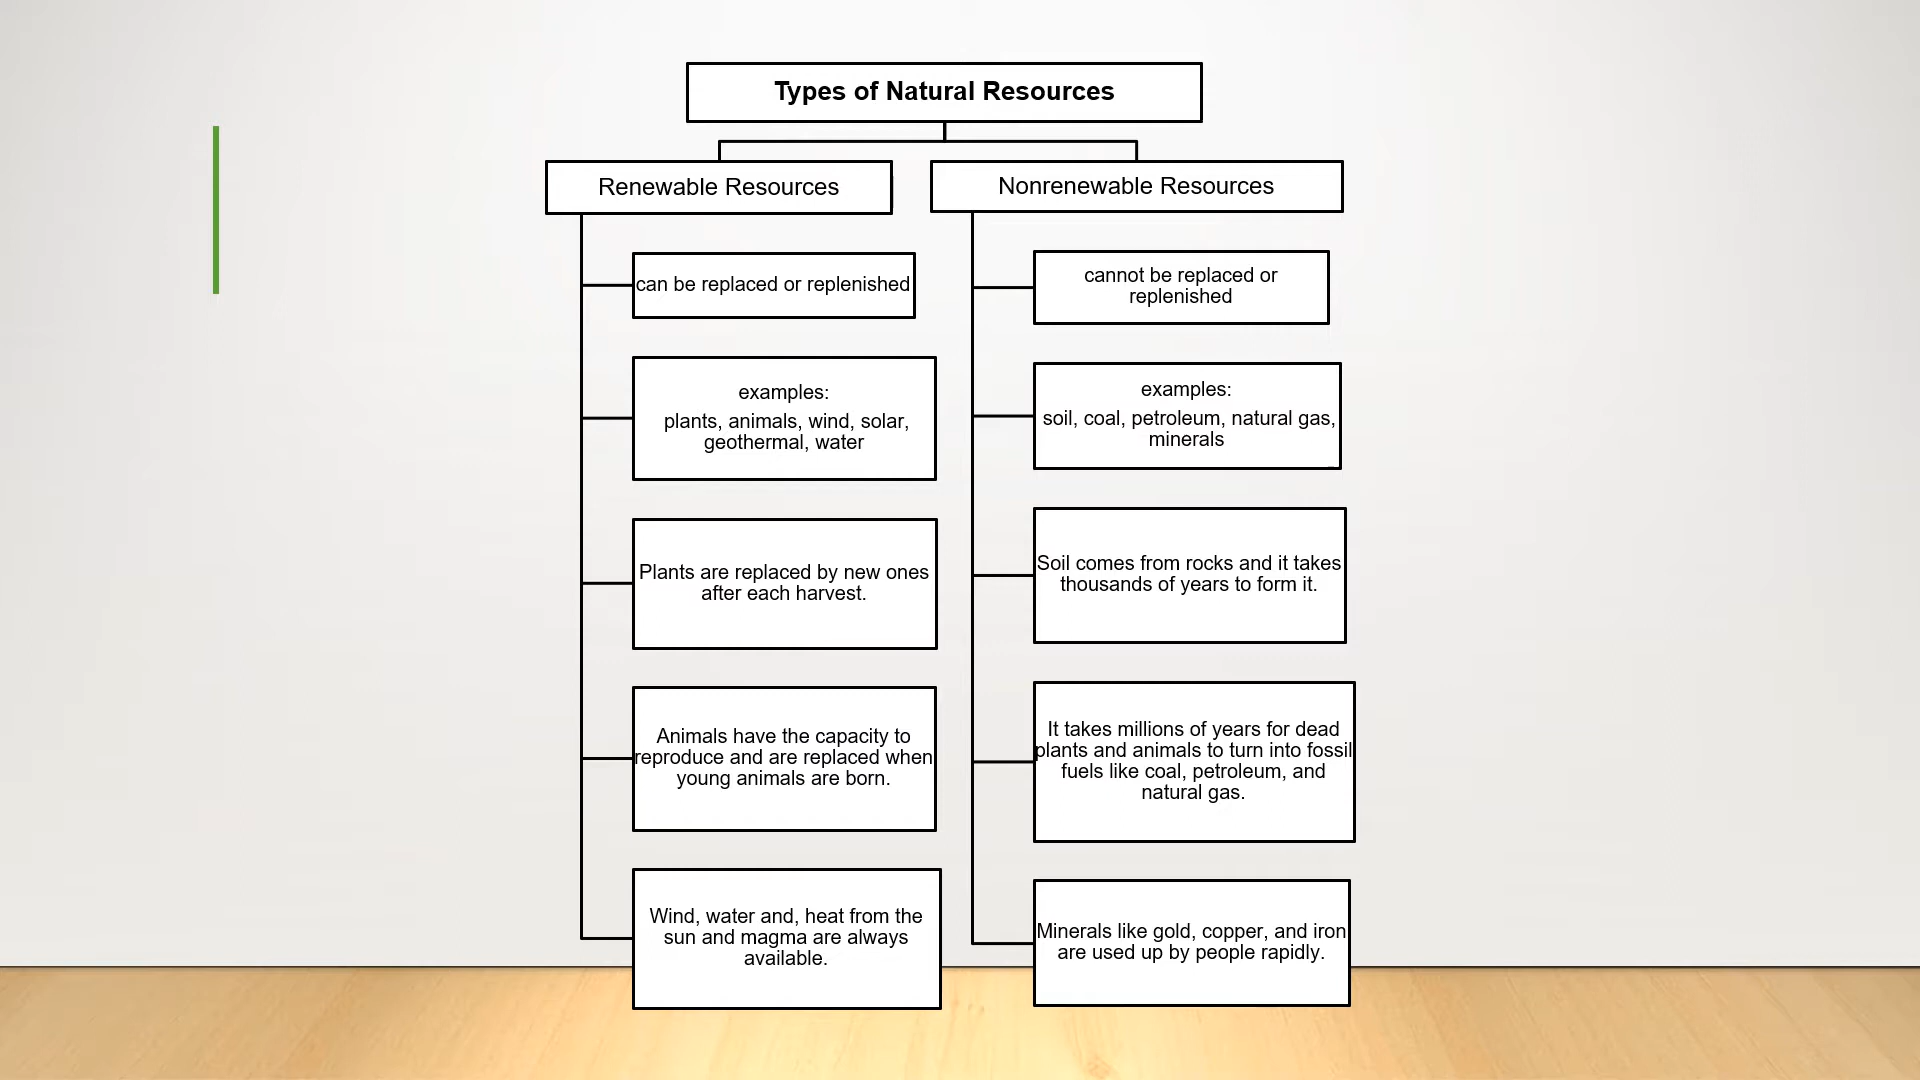 Types of Natural Resources
Renewable Resources
can be replaced or replenished
examples:
plants, animals, wind, solar,
geothermal, water
Plants are replaced by new ones
after each harvest.
Animals have the capacity to
reproduce and are replaced when
young animals are born.
Wind, water and, heat from the
sun and magma are always
available.
Nonrenewable Resources
cannot be replaced or
replenished
examples:
soil, coal, petroleum, natural gas,
minerals
Soil comes from rocks and it takes
thousands of years to form it.
It takes millions of years for dead
plants and animals to turn into fossil
fuels like coal, petroleum, and
natural gas.
Minerals like gold, copper, and iron
are used up by people rapidly.